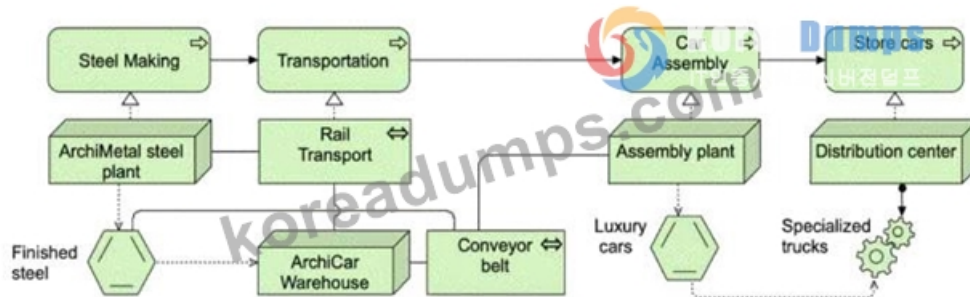 Steel Making
Transportation
Car
Assembly
Store cars
Dumps
ArchiMetal steel
plant
Rail
Transport
Assembly plant
Distribution center
koreadumps.com
Finished
steel
ArchiCar
Warehouse
Conveyor
belt
Luxury
cars
Specialized
trucks